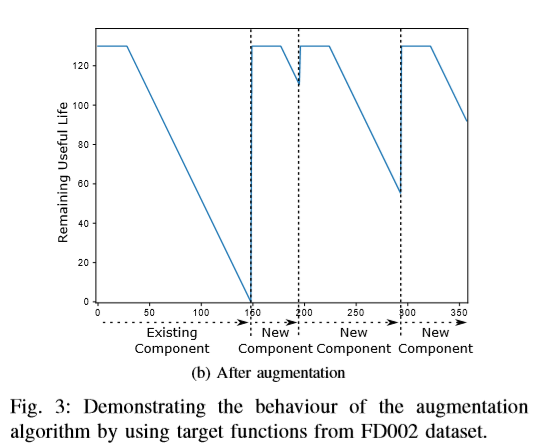 Remaining Useful Life
120
100
80
60
40
20
0
0 50 100 150 200 250 300 350
Existing Component
New Component
New Component
New Component
(b) After augmentation
Fig. 3: Demonstrating the behaviour of the augmentation
algorithm by using target functions from FD002 dataset.